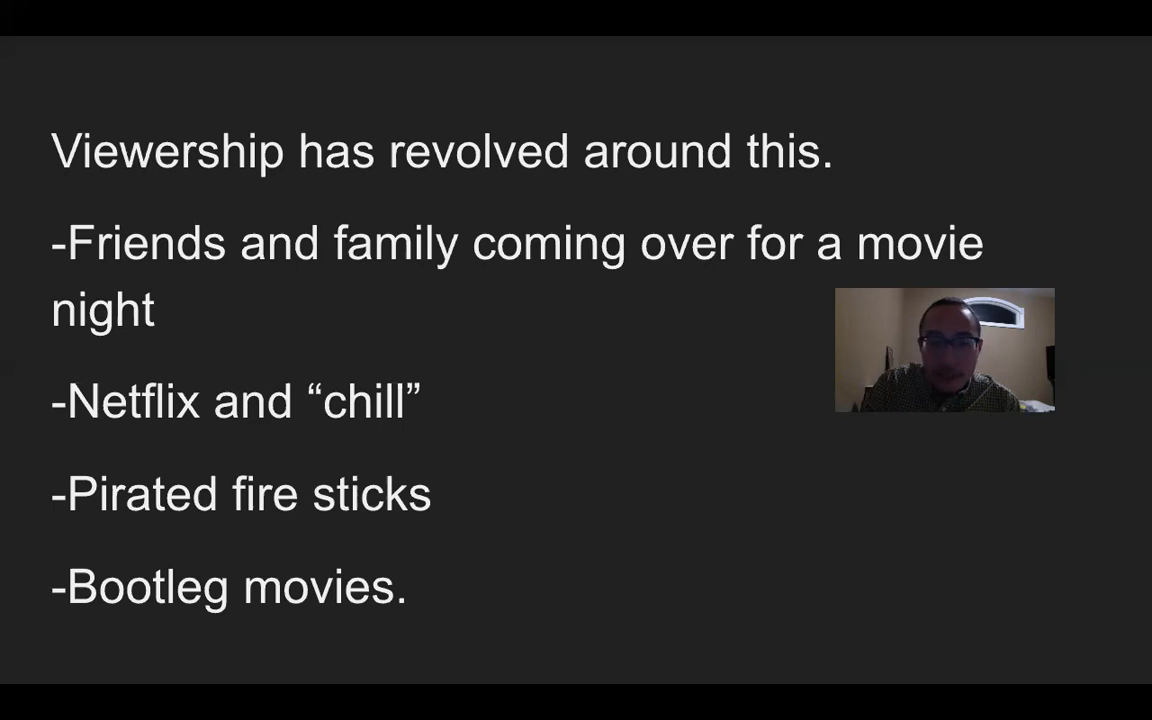 Viewership has revolved around this.
-Friends and family coming over for a movie
night
-Netflix and “chill”
-Pirated fire sticks
-Bootleg movies.